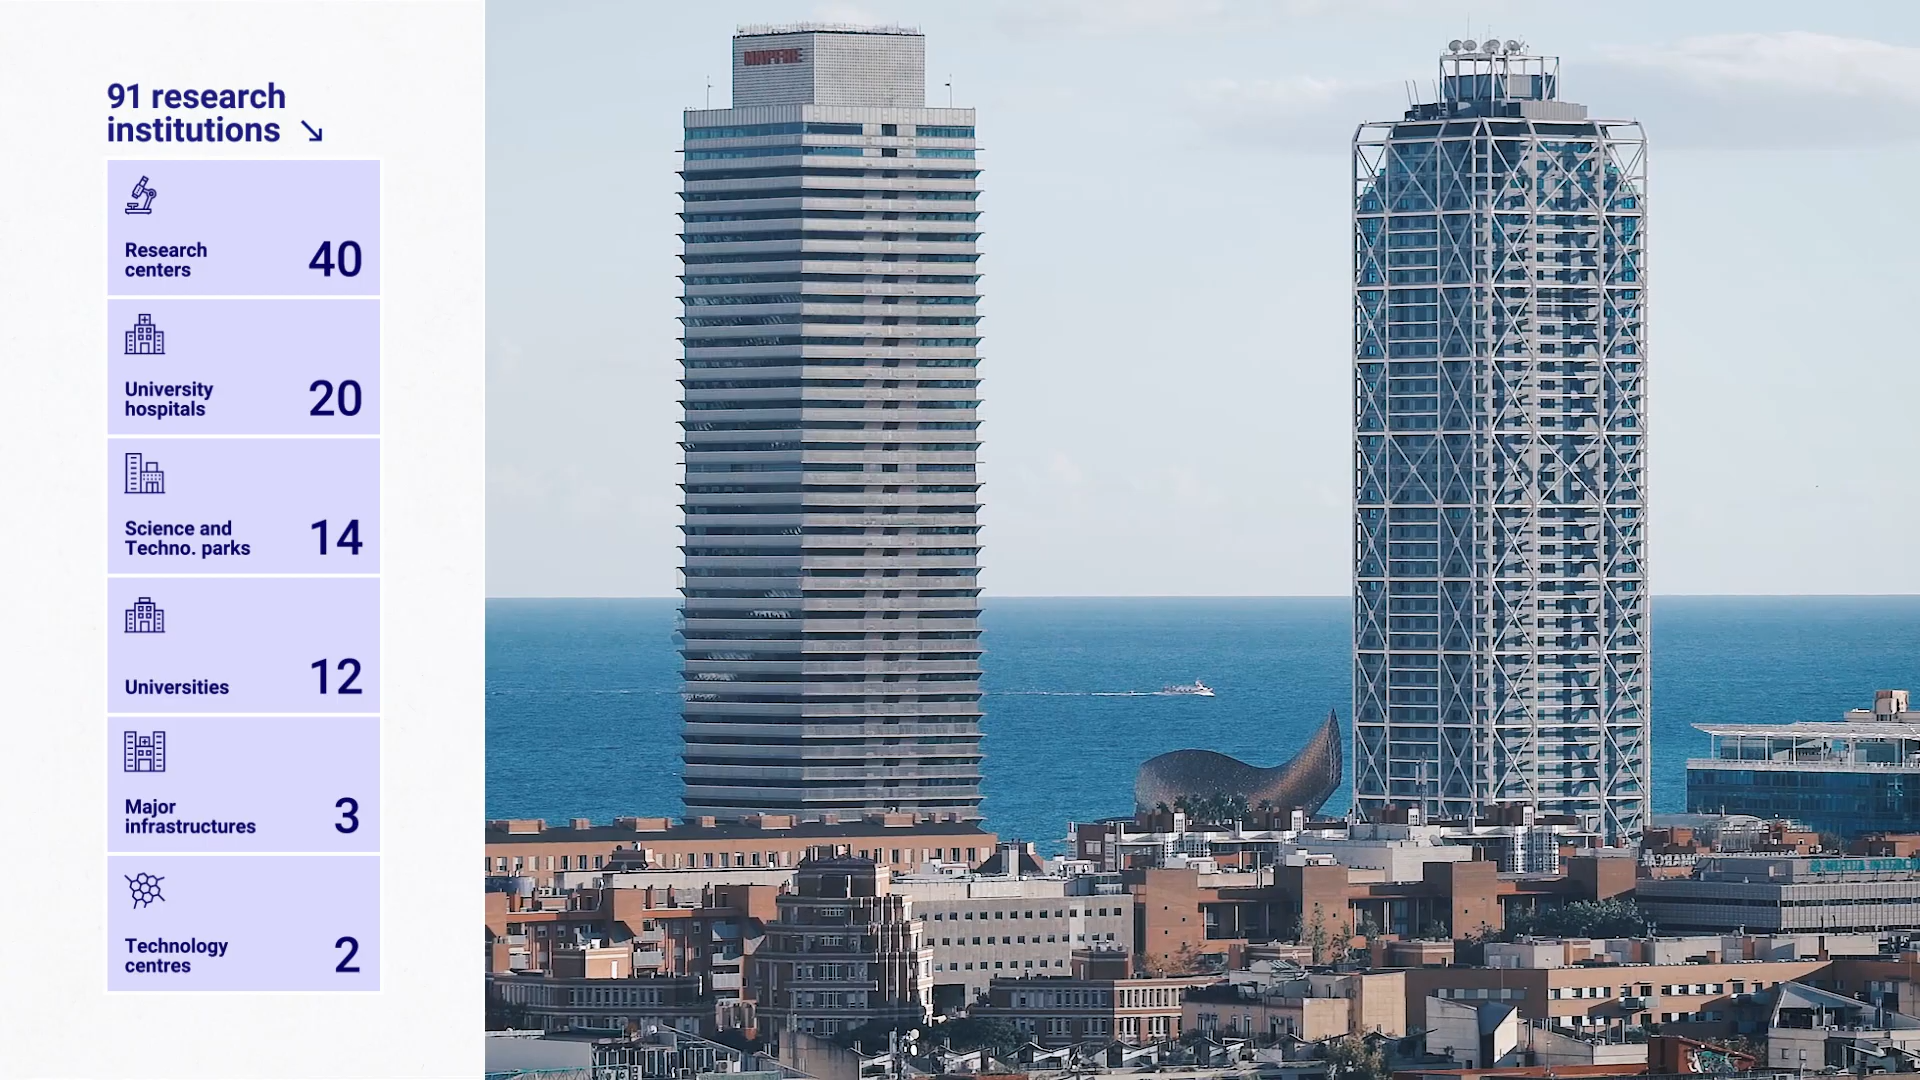 91 research
institutions
Research
centers
40
University
hospitals
20
Science and
Techno. parks
14
Universities
12
Major
infrastructures
3
Technology
centres
2
MAPFRE